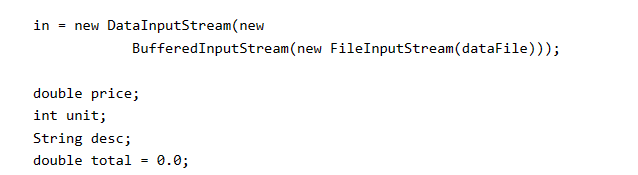 in = new DataInputStream(new
            BufferedInputStream(new FileInputStream(dataFile)));

double price;
int unit;
String desc;
double total = 0.0;